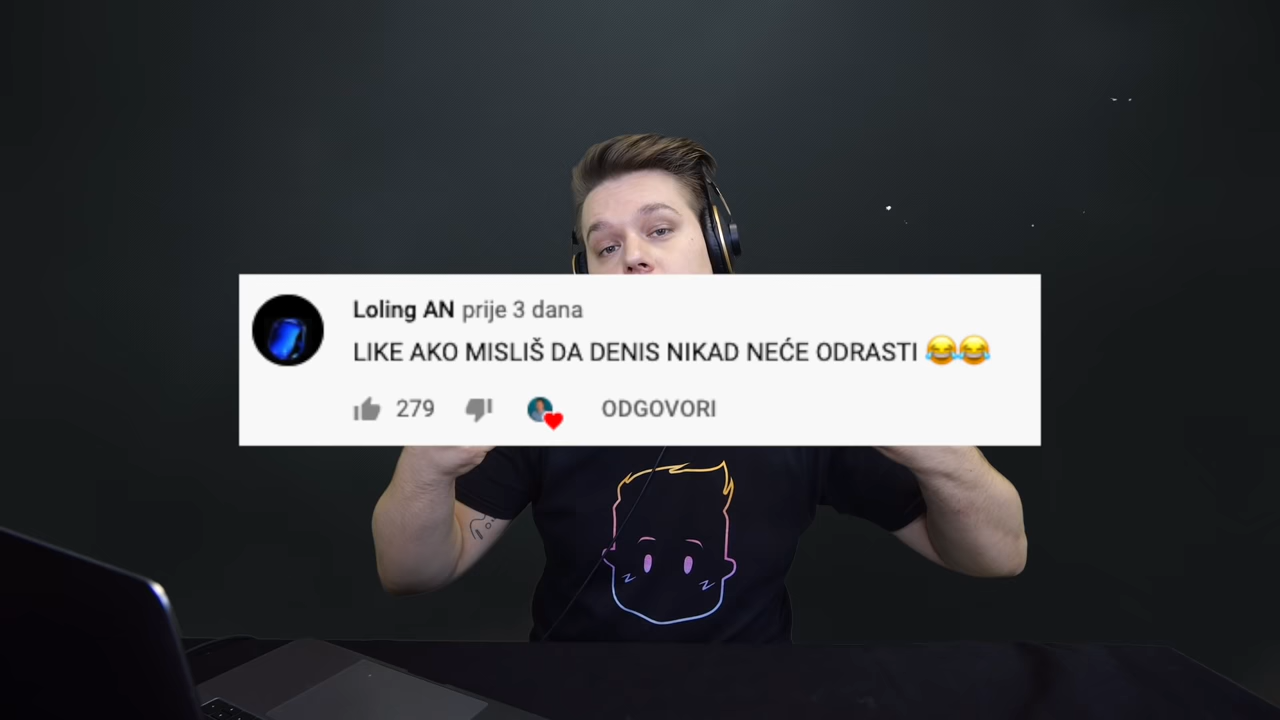 Loling AN prije 3 dana
LIKE AKO MISLIŠ DA DENIS NIKAD NEĆE ODRASTI 😂😂
279 ODGOVORI